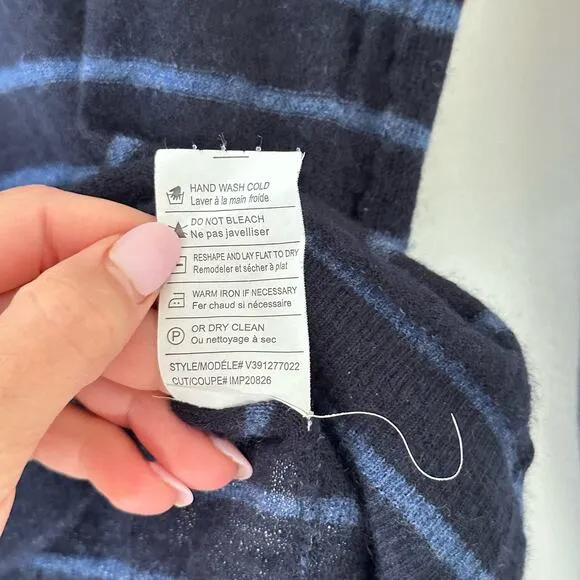 HAND WASH COLD
Laver à la main froide
DO NOT BLEACH
Ne pas javelliser
RESHAPE AND LAY FLAT TO DRY
Remodeler et sécher à plat
WARM IRON IF NECESSARY
Fer chaud si nécessaire
P OR DRY CLEAN
Ou nettoyage à sec
STYLE/MODÉLE# V391277022
CUT/COUPE# IMP20826